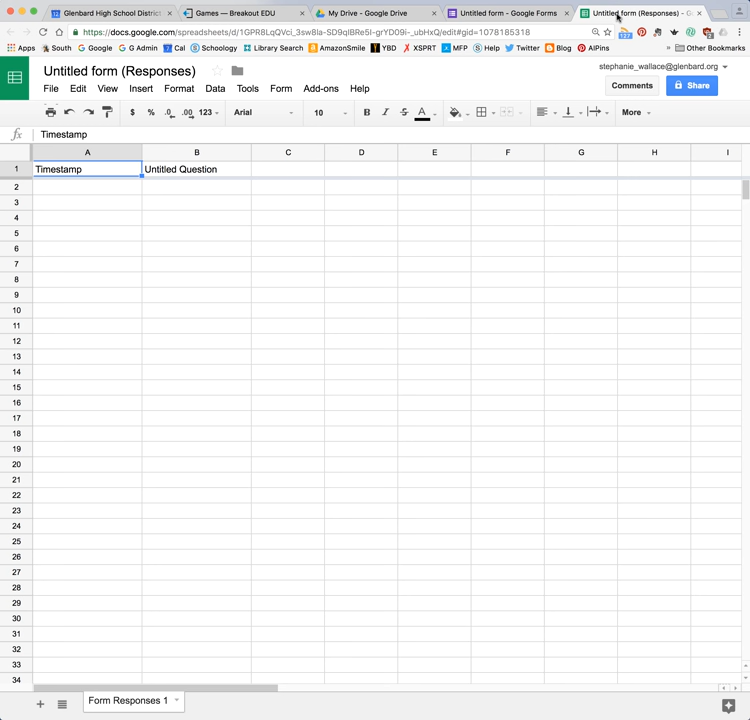 Glenbard High School District
Games — Breakout EDU
My Drive - Google Drive
Untitled form - Google Forms
Untitled form (Responses) - G
https://docs.google.com/spreadsheets/d/1GPR8LqQVci_3sw8la-SD9qIBRe5I-grYD09i-_ubHxQ/edit#gid=1078185318
Apps South Google G Admin Cal Schoology Library Search AmazonSmile YBD XSPRT MFP Help Twitter Blog AIPins » Other Bookmarks
Untitled form (Responses)
stephanie_wallace@glenbard.org
File Edit View Insert Format Data Tools Form Add-ons Help
Comments
Share
$ % .0 .00 123 Arial 10 B I S A More
fx Timestamp
A B C D E F G H I
1 Timestamp Untitled Question
2
3
4
5
6
7
8
9
10
11
12
13
14
15
16
17
18
19
20
21
22
23
24
25
26
27
28
29
30
31
32
33
34
+ Form Responses 1